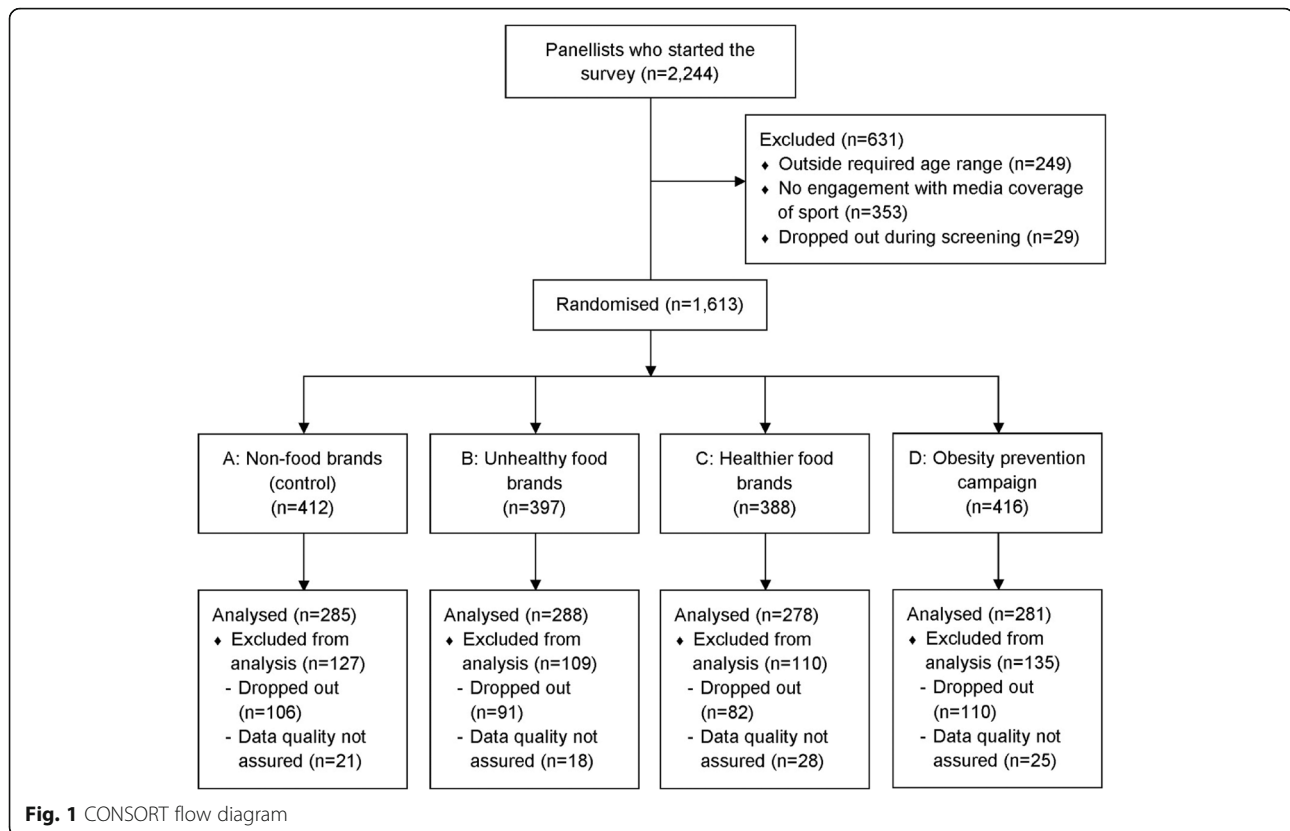 Panellists who started the
survey (n=2,244)
Excluded (n=631)
♦ Outside required age range (n=249)
♦ No engagement with media coverage
of sport (n=353)
♦ Dropped out during screening (n=29)
Randomised (n=1,613)
A: Non-food brands
(control)
(n=412)
B: Unhealthy food
brands
(n=397)
C: Healthier food
brands
(n=388)
D: Obesity prevention
campaign
(n=416)
Analysed (n=285)
♦ Excluded from
analysis (n=127)
- Dropped out
(n=106)
- Data quality not
assured (n=21)
Analysed (n=288)
♦ Excluded from
analysis (n=109)
- Dropped out
(n=91)
- Data quality not
assured (n=18)
Analysed (n=278)
♦ Excluded from
analysis (n=110)
- Dropped out
(n=82)
- Data quality not
assured (n=28)
Analysed (n=281)
♦ Excluded from
analysis (n=135)
- Dropped out
(n=110)
- Data quality not
assured (n=25)
Fig. 1 CONSORT flow diagram